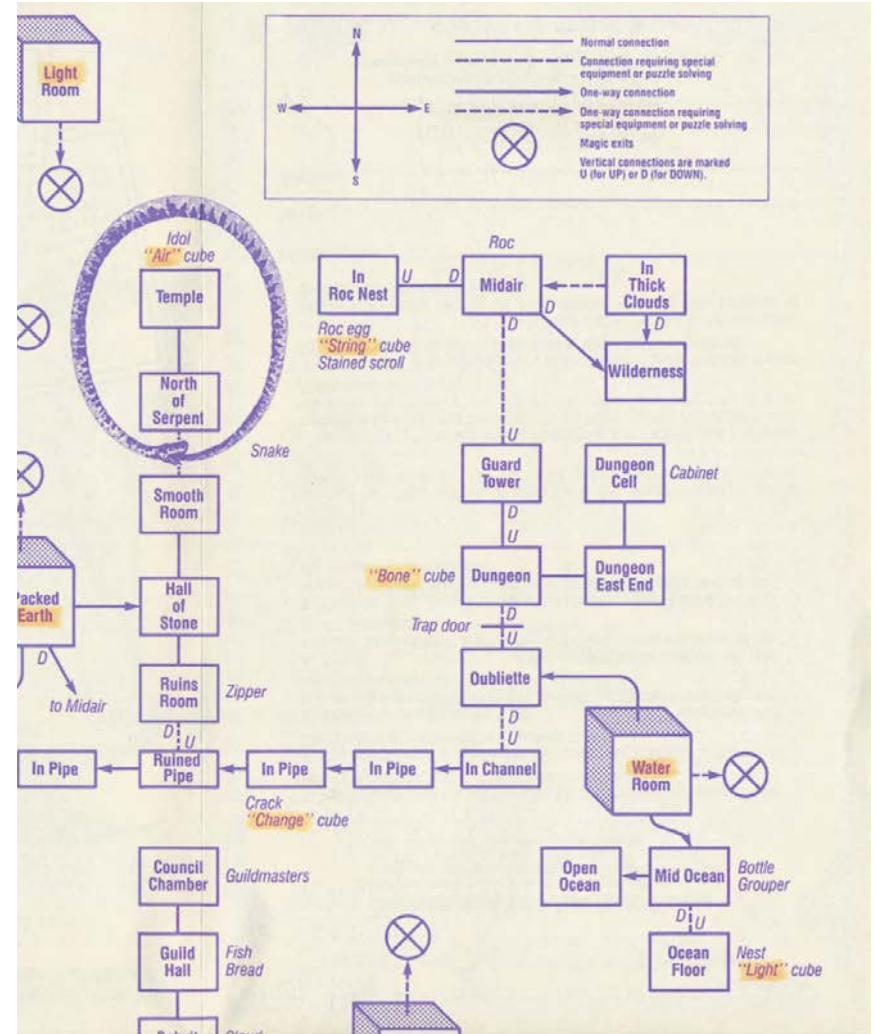 N
W
E
S
Normal connection
Connection requiring special
equipment or puzzle solving
One-way connection
One-way connection requiring
special equipment or puzzle solving
Magic exits
Vertical connections are marked
U (for UP) or D (for DOWN).
Light
Room
Idol
"Air" cube
Temple
North
of
Serpent
Snake
Smooth
Room
Hall
of
Stone
Packed
Earth
D
to Midair
Ruins
Room
Zipper
D
U
In Pipe
Ruined
Pipe
In Pipe
In Pipe
In Channel
Crack
"Change" cube
Roc
In
Roc Nest
U
D
Midair
In
Thick
Clouds
D
D
D
Wilderness
Roc egg
"String" cube
Stained scroll
U
Guard
Tower
Dungeon
Cell
Cabinet
D
U
"Bone" cube
Dungeon
Dungeon
East End
Trap door
D
U
Oubliette
D
U
Water
Room
Open
Ocean
Mid Ocean
Bottle
Grouper
D
U
Ocean
Floor
Nest
"Light" cube
Council
Chamber
Guildmasters
Guild
Hall
Fish
Bread